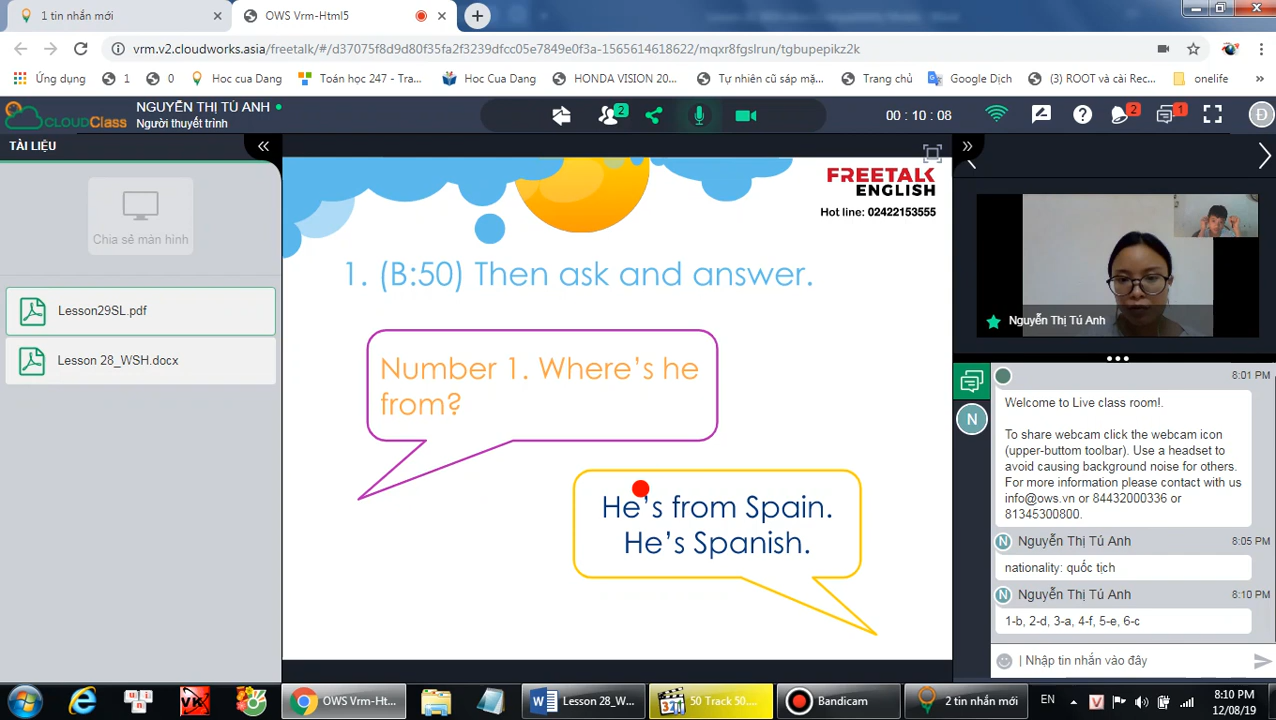 1 tin nhắn mới
OWS Vrm-Html5
vrm.v2.cloudworks.asia/freetalk/#/d37075f8d9d80f35fa2f3239dfcc05e7849e0f3a-1565614618622/mqxr8fgslrun/tgbupepikz2k
Ứng dụng
1
0
Hoc cua Dang
Toán học 247 - Tra...
Học Cua Dang
HONDA VISION 20...
Tự nhiên cũ sáp mặ...
Trang chủ
Google Dịch
(3) ROOT và cài Rec...
onelife
»
CLOUDClass
NGUYỄN THỊ TÚ ANH
Người thuyết trình
2
00 : 10 : 08
2
1
Đ
TÀI LIỆU
Chia sẻ màn hình
Lesson29SL.pdf
Lesson 28_WSH.docx
FREETALK
ENGLISH
Hot line: 02422153555
1. (B:50) Then ask and answer.
Number 1. Where's he
from?
He's from Spain.
He's Spanish.
Nguyễn Thị Tú Anh
8:01 PM
Welcome to Live class room!.
To share webcam click the webcam icon
(upper-buttom toolbar). Use a headset to
avoid causing background noise for others.
For more information please contact with us
info@ows.vn or 84432000336 or
81345300800.
N
Nguyễn Thị Tú Anh
8:05 PM
nationality: quốc tịch
N
Nguyễn Thị Tú Anh
8:10 PM
1-b, 2-d, 3-a, 4-f, 5-e, 6-c
N
Nhập tin nhắn vào đây
OWS Vrm-Ht...
Lesson 28_W...
50 Track 50....
Bandicam
2 tin nhắn mới
EN
8:10 PM
12/08/19